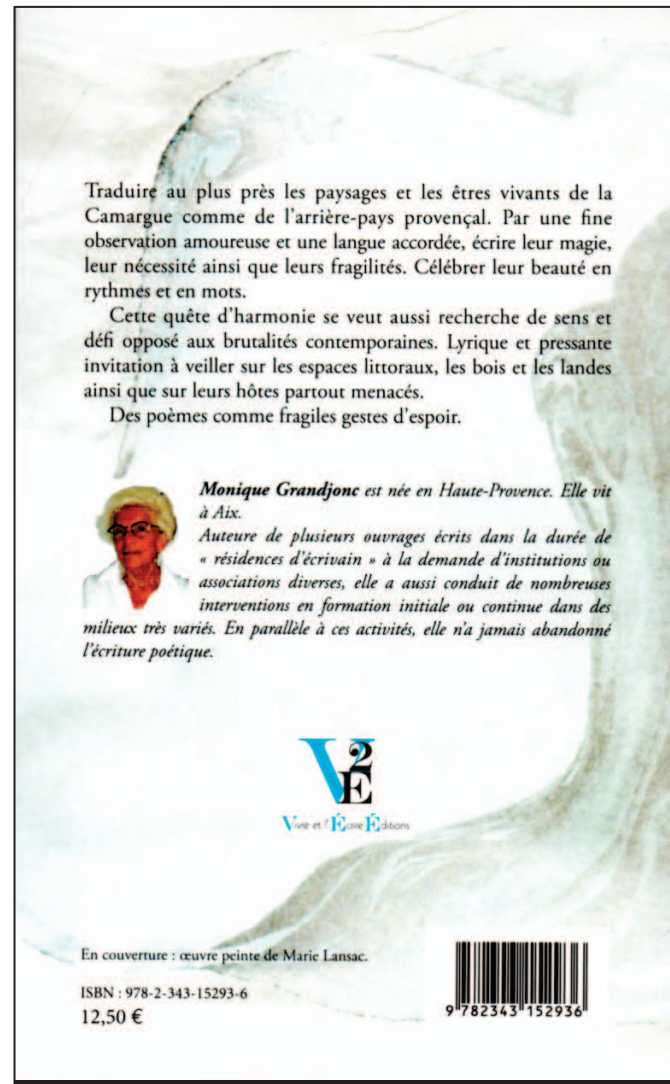 Traduire au plus près les paysages et les êtres vivants de la
Camargue comme de l'arrière-pays provençal. Par une fine
observation amoureuse et une langue accordée, écrire leur magie,
leur nécessité ainsi que leurs fragilités. Célébrer leur beauté en
rythmes et en mots.
Cette quête d'harmonie se veut aussi recherche de sens et
défi opposé aux brutalités contemporaines. Lyrique et pressante
invitation à veiller sur les espaces littoraux, les bois et les landes
ainsi que sur leurs hôtes partout menacés.
Des poèmes comme fragiles gestes d'espoir.
Monique Grandjonc est née en Haute-Provence. Elle vit
à Aix.
Auteure de plusieurs ouvrages écrits dans la durée de
« résidences d'écrivain » à la demande d'institutions ou
associations diverses, elle a aussi conduit de nombreuses
interventions en formation initiale ou continue dans des
milieux très variés. En parallèle à ces activités, elle n'a jamais abandonné
l'écriture poétique.
V2E
Vivre et l'Écrire Éditions
En couverture : œuvre peinte de Marie Lansac.
ISBN : 978-2-343-15293-6
12,50 €
9 782343 152936